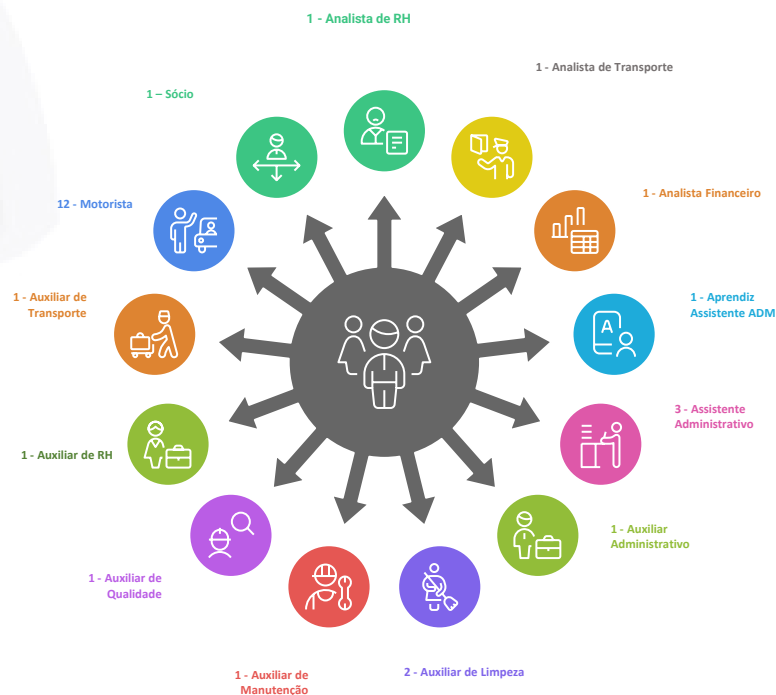 1 - Analista de RH
1 - Analista de Transporte
1 – Sócio
1 - Analista Financeiro
12 - Motorista
1 - Auxiliar de
Transporte
1 - Aprendiz
Assistente ADM
3 - Assistente
Administrativo
1 - Auxiliar de RH
1 - Auxiliar
Administrativo
1 - Auxiliar de
Qualidade
2 - Auxiliar de Limpeza
1 - Auxiliar de
Manutenção
A